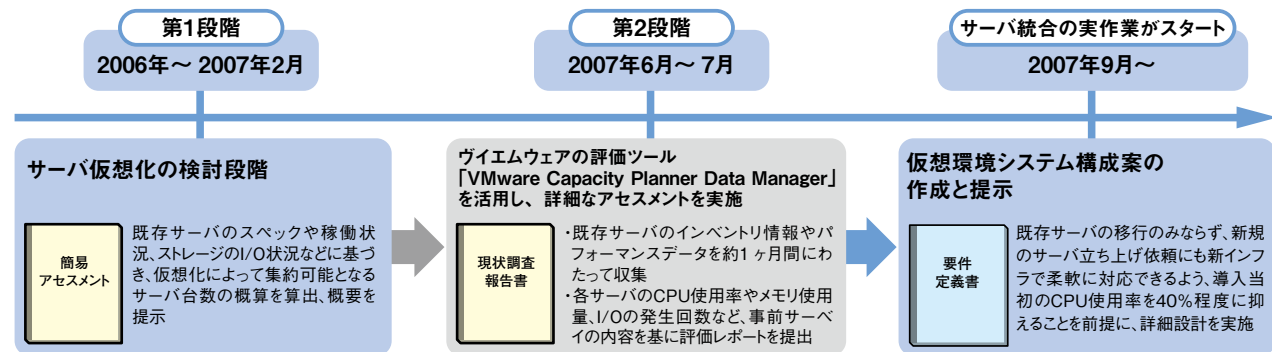 第1段階
2006年～2007年2月
第2段階
2007年6月～7月
サーバ統合の実作業がスタート
2007年9月～
サーバ仮想化の検討段階
簡易
アセスメント
既存サーバのスペックや稼働状
況、ストレージのI/O状況などに基づ
き、仮想化によって集約可能となる
サーバ台数の概算を算出、概要を
提示
ヴイエムウェアの評価ツール
「VMware Capacity Planner Data Manager」
を活用し、詳細なアセスメントを実施
現状調査
報告書
・既存サーバのインベントリ情報やパ
フォーマンスデータを約1ヶ月間にわ
たって収集
・各サーバのCPU使用率やメモリ使用
量、I/Oの発生回数など、事前サーベ
イの内容を基に評価レポートを提出
仮想環境システム構成案の
作成と提示
要件
定義書
既存サーバの移行のみならず、新規
のサーバ立ち上げ依頼にも新インフ
ラで柔軟に対応できるよう、導入当
初のCPU使用率を40%程度に抑
えることを前提に、詳細設計を実施